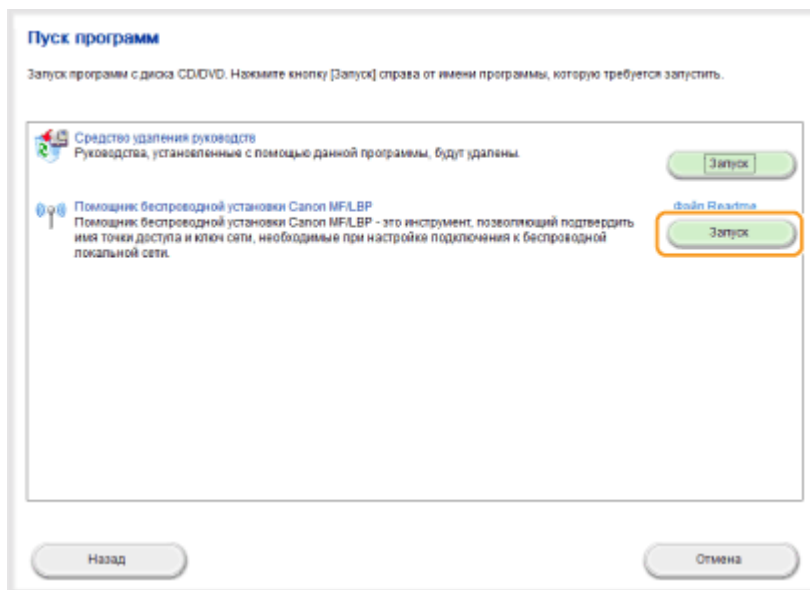 Пуск программ
Запуск программ с диска CD/DVD. Нажмите кнопку [Запуск] справа от имени программы, которую требуется запустить.
Средство удаления руководств
Руководства, установленные с помощью данной программы, будут удалены.
Запуск
Помощник беспроводной установки Canon MF/LBP
Файл Readme
Помощник беспроводной установки Canon MF/LBP - это инструмент, позволяющий подтвердить
имя точки доступа и ключ сети, необходимые при настройке подключения к беспроводной
локальной сети.
Запуск
Назад
Отмена